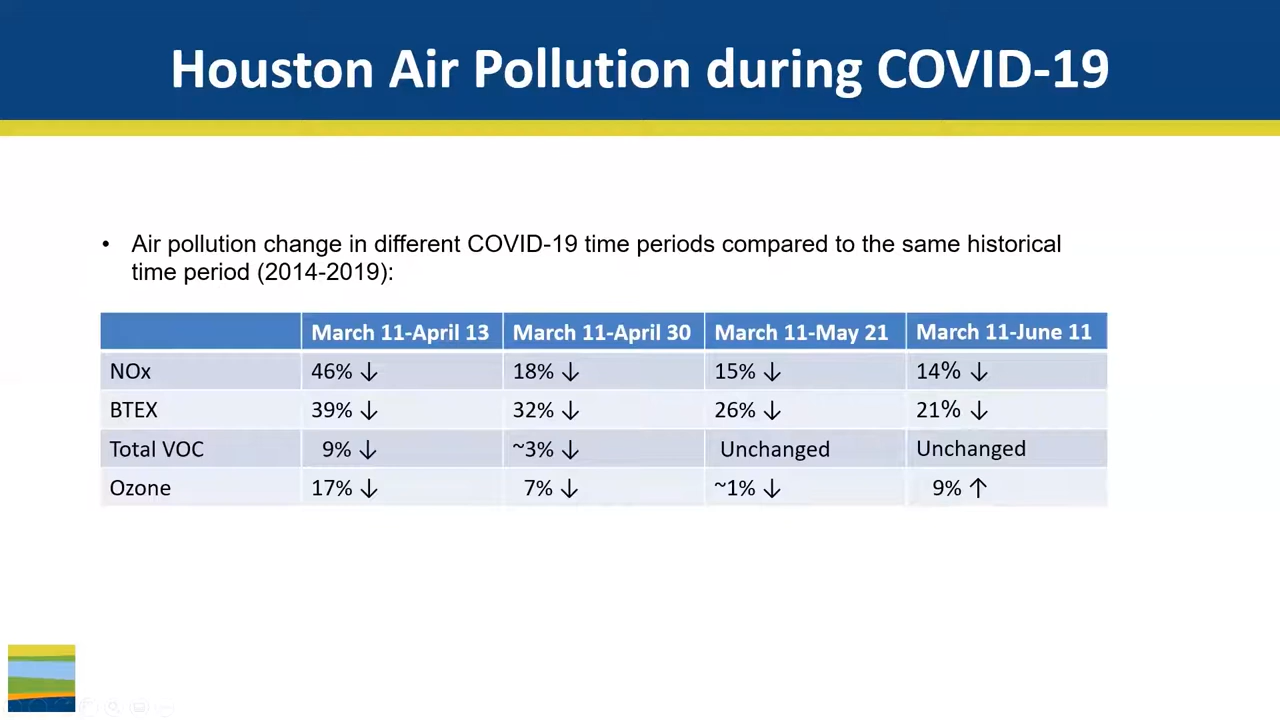 Houston Air Pollution during COVID-19
• Air pollution change in different COVID-19 time periods compared to the same historical
time period (2014-2019):
March 11-April 13 March 11-April 30 March 11-May 21 March 11-June 11
NOx 46% ↓ 18% ↓ 15% ↓ 14% ↓
BTEX 39% ↓ 32% ↓ 26% ↓ 21% ↓
Total VOC 9% ↓ ~3% ↓ Unchanged Unchanged
Ozone 17% ↓ 7% ↓ ~1% ↓ 9% ↑